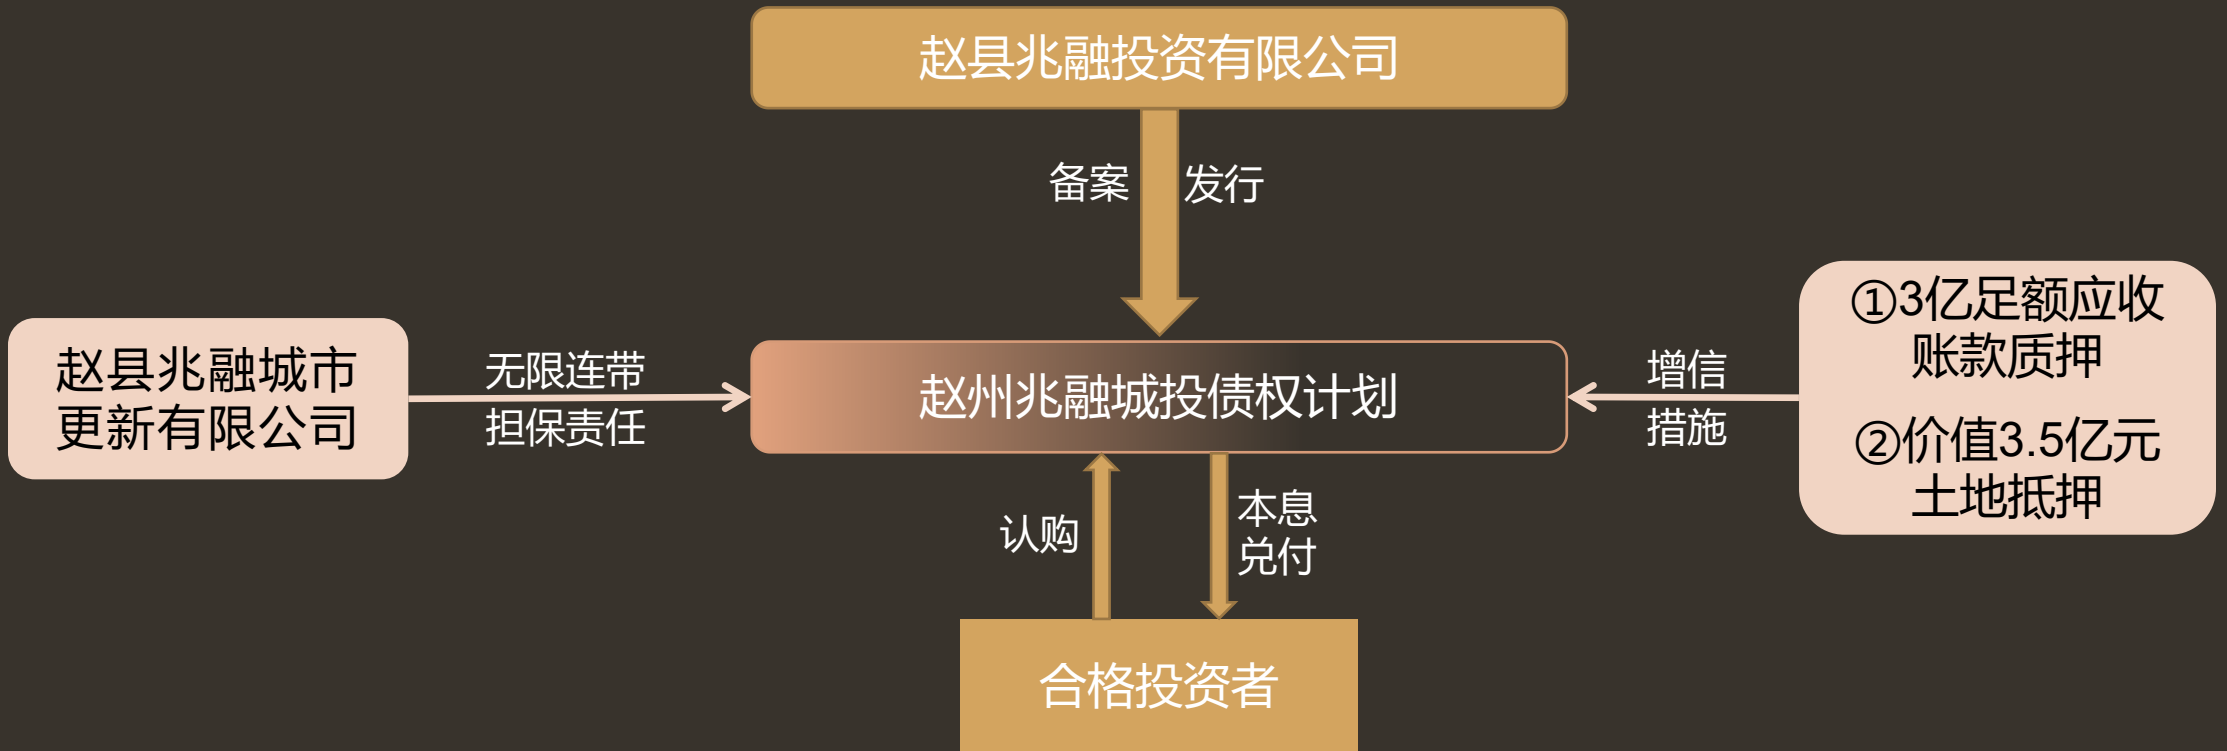 赵县兆融投资有限公司
备案
发行
赵县兆融城市
更新有限公司
无限连带
担保责任
赵州兆融城投债权计划
增信
措施
①3亿足额应收
账款质押
②价值3.5亿元
土地抵押
认购
本息
兑付
合格投资者